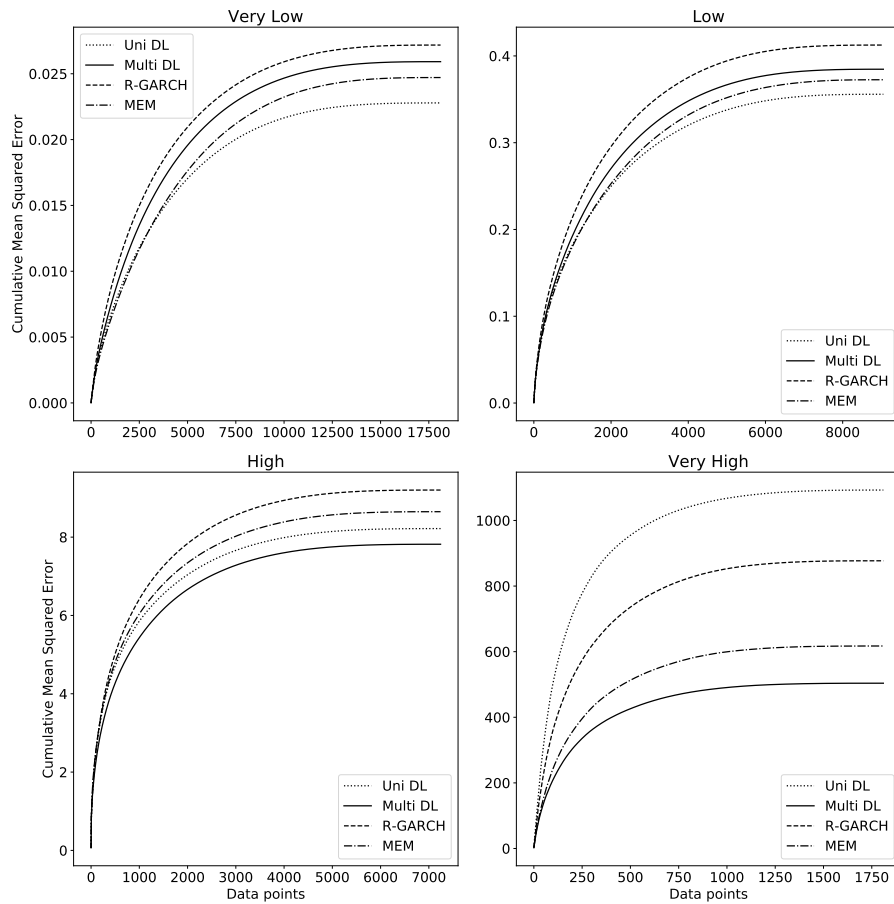 Very Low
Cumulative Mean Squared Error
0.025
0.020
0.015
0.010
0.005
0.000
Uni DL
Multi DL
R-GARCH
MEM
0 2500 5000 7500 10000 12500 15000 17500
Low
0.4
0.3
0.2
0.1
0.0
Uni DL
Multi DL
R-GARCH
MEM
0 2000 4000 6000 8000
High
Cumulative Mean Squared Error
8
6
4
2
0
Uni DL
Multi DL
R-GARCH
MEM
0 1000 2000 3000 4000 5000 6000 7000
Data points
Very High
1000
800
600
400
200
0
Uni DL
Multi DL
R-GARCH
MEM
0 250 500 750 1000 1250 1500 1750
Data points